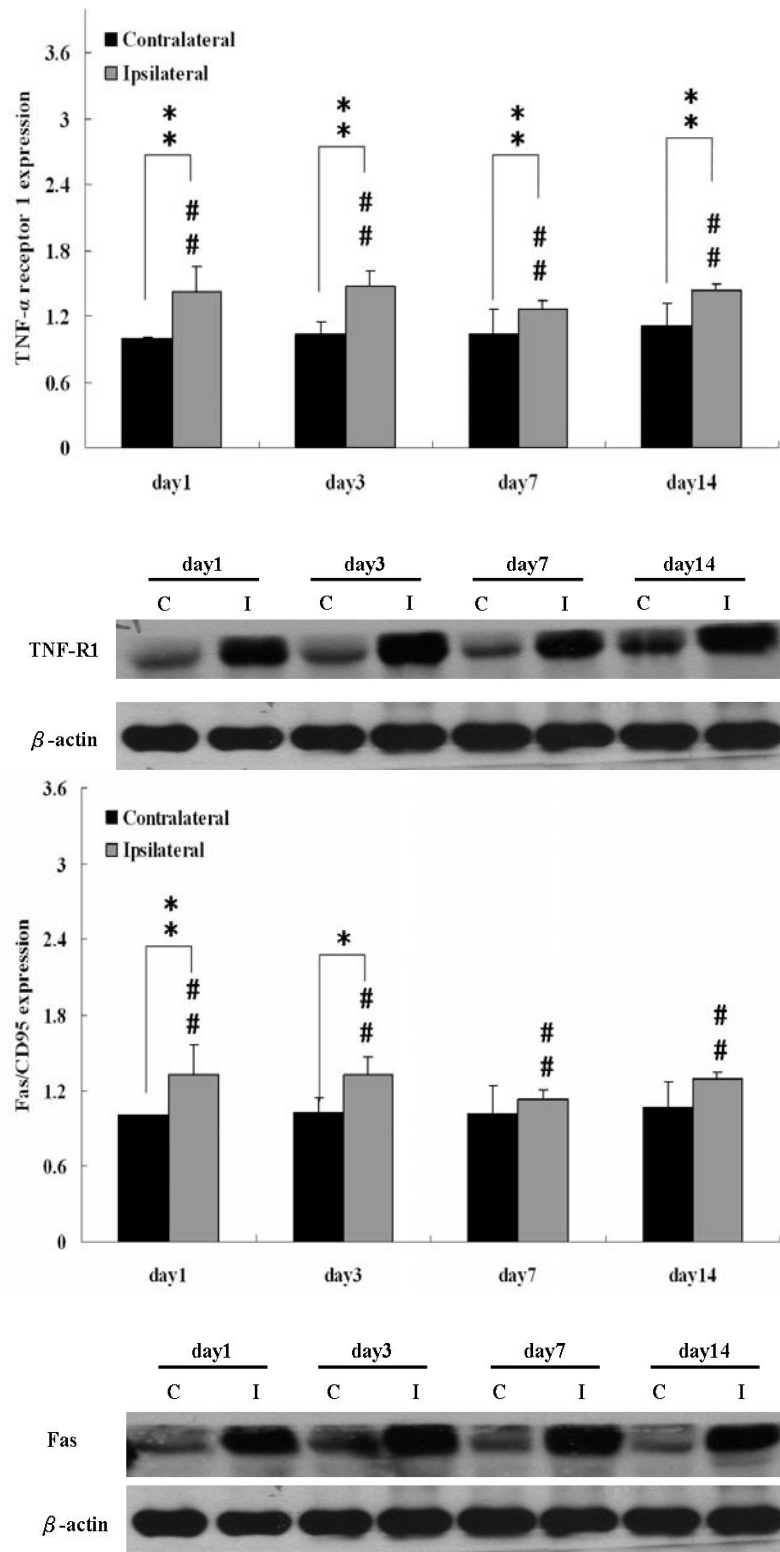 3.6
Contralateral
Ipsilateral
3
2.4
1.8
1.2
0.6
0
TNF-α receptor 1 expression
* * * * * * * *
# # # # # # # #
day1 day3 day7 day14
day1 day3 day7 day14
C I C I C I C I
TNF-R1
β-actin
3.6
Contralateral
Ipsilateral
3
2.4
1.8
1.2
0.6
0
Fas/CD95 expression
* * *
# # # # # # # #
day1 day3 day7 day14
day1 day3 day7 day14
C I C I C I C I
Fas
β-actin